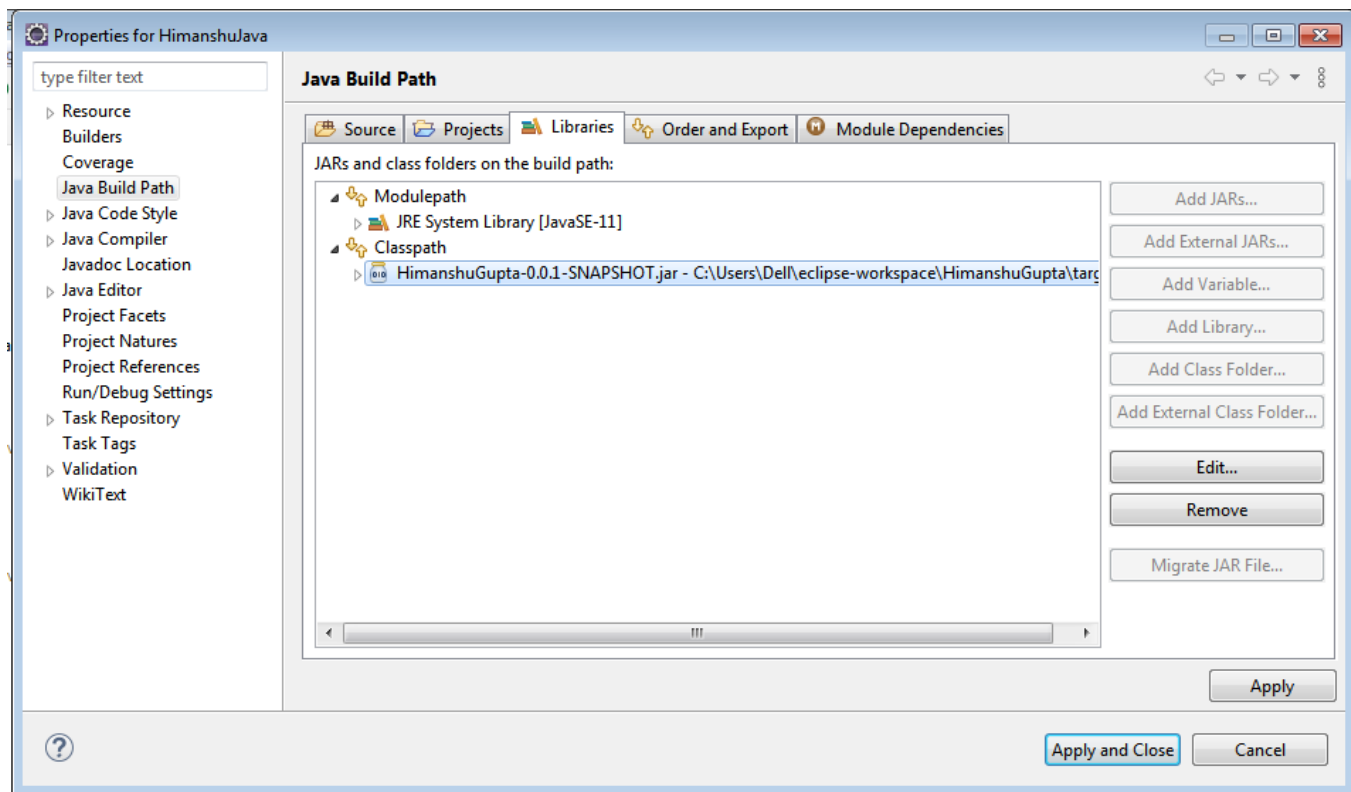 Properties for HimanshuJava
type filter text
Resource
Builders
Coverage
Java Build Path
Java Code Style
Java Compiler
Javadoc Location
Java Editor
Project Facets
Project Natures
Project References
Run/Debug Settings
Task Repository
Task Tags
Validation
WikiText
Java Build Path
Source Projects Libraries Order and Export Module Dependencies
JARs and class folders on the build path:
Modulepath
JRE System Library [JavaSE-11]
Classpath
HimanshuGupta-0.0.1-SNAPSHOT.jar - C:\Users\Dell\eclipse-workspace\HimanshuGupta\targ
Add JARs...
Add External JARs...
Add Variable...
Add Library...
Add Class Folder...
Add External Class Folder...
Edit...
Remove
Migrate JAR File...
Apply
Apply and Close Cancel